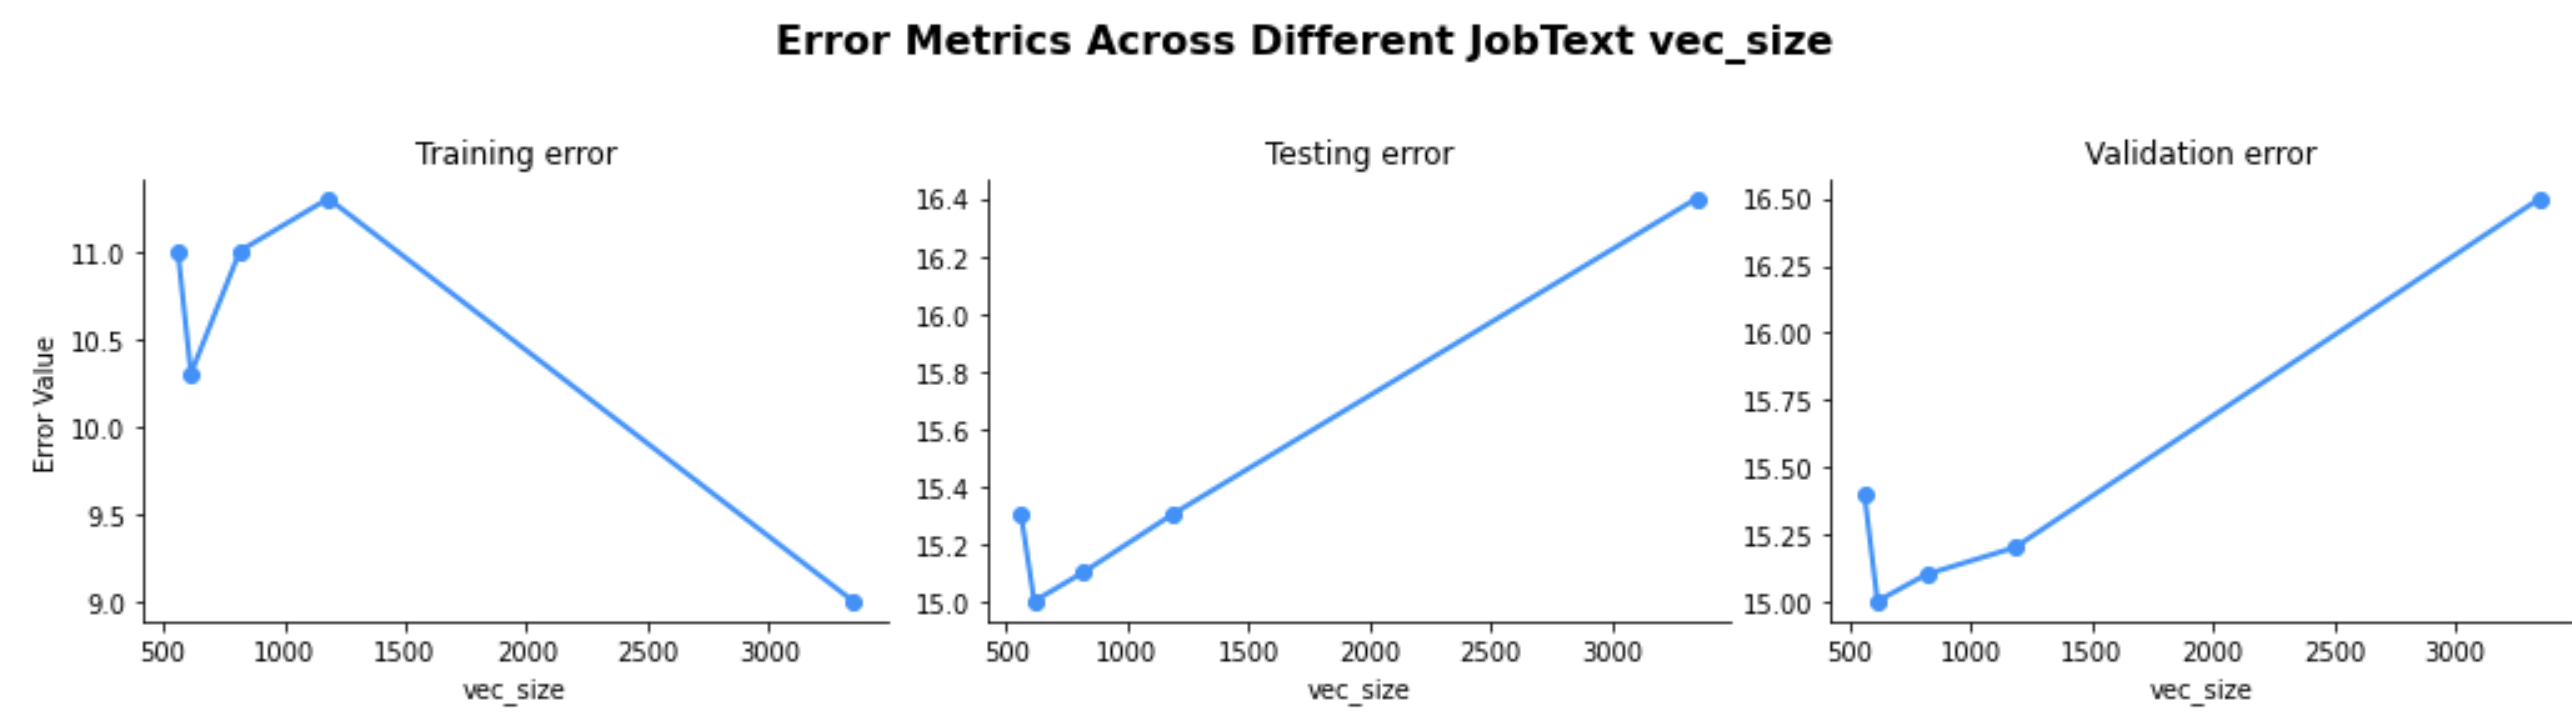 Error Metrics Across Different JobText vec_size
Training error
Error Value
11.0
10.5
10.0
9.5
9.0
500 1000 1500 2000 2500 3000
vec_size
Testing error
16.4
16.2
16.0
15.8
15.6
15.4
15.2
15.0
500 1000 1500 2000 2500 3000
vec_size
Validation error
16.50
16.25
16.00
15.75
15.50
15.25
15.00
500 1000 1500 2000 2500 3000
vec_size